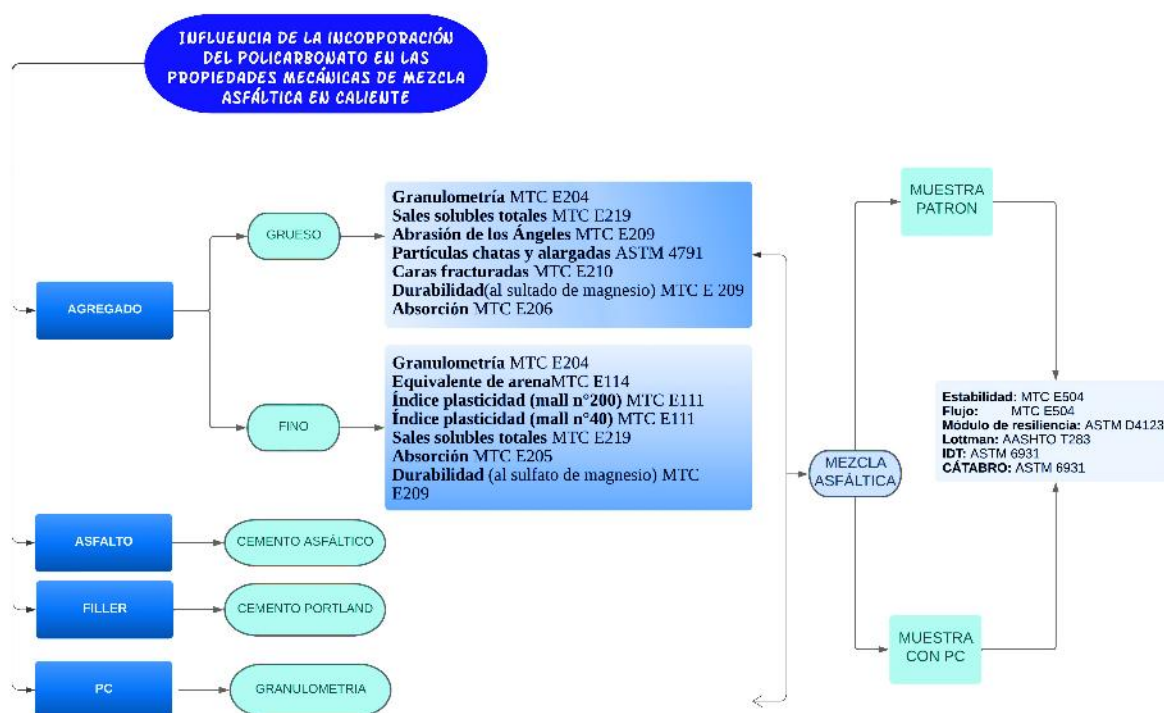 INFLUENCIA DE LA INCORPORACIÓN
DEL POLICARBONATO EN LAS
PROPIEDADES MECÁNICAS DE MEZCLA
ASFÁLTICA EN CALIENTE
AGREGADO
GRUESO
Granulometría MTC E204
Sales solubles totales MTC E219
Abrasión de los Ángeles MTC E209
Partículas chatas y alargadas ASTM 4791
Caras fracturadas MTC E210
Durabilidad(al sultado de magnesio) MTC E 209
Absorción MTC E206
FINO
Granulometría MTC E204
Equivalente de arenaMTC E114
Índice plasticidad (mall n°200) MTC E111
Índice plasticidad (mall n°40) MTC E111
Sales solubles totales MTC E219
Absorción MTC E205
Durabilidad (al sulfato de magnesio) MTC
E209
ASFALTO
CEMENTO ASFÁLTICO
FILLER
CEMENTO PORTLAND
PC
GRANULOMETRIA
MEZCLA
ASFÁLTICA
MUESTRA
PATRON
MUESTRA
CON PC
Estabilidad: MTC E504
Flujo: MTC E504
Módulo de resiliencia: ASTM D4123
Lottman: AASHTO T283
IDT: ASTM 6931
CÁTABRO: ASTM 6931